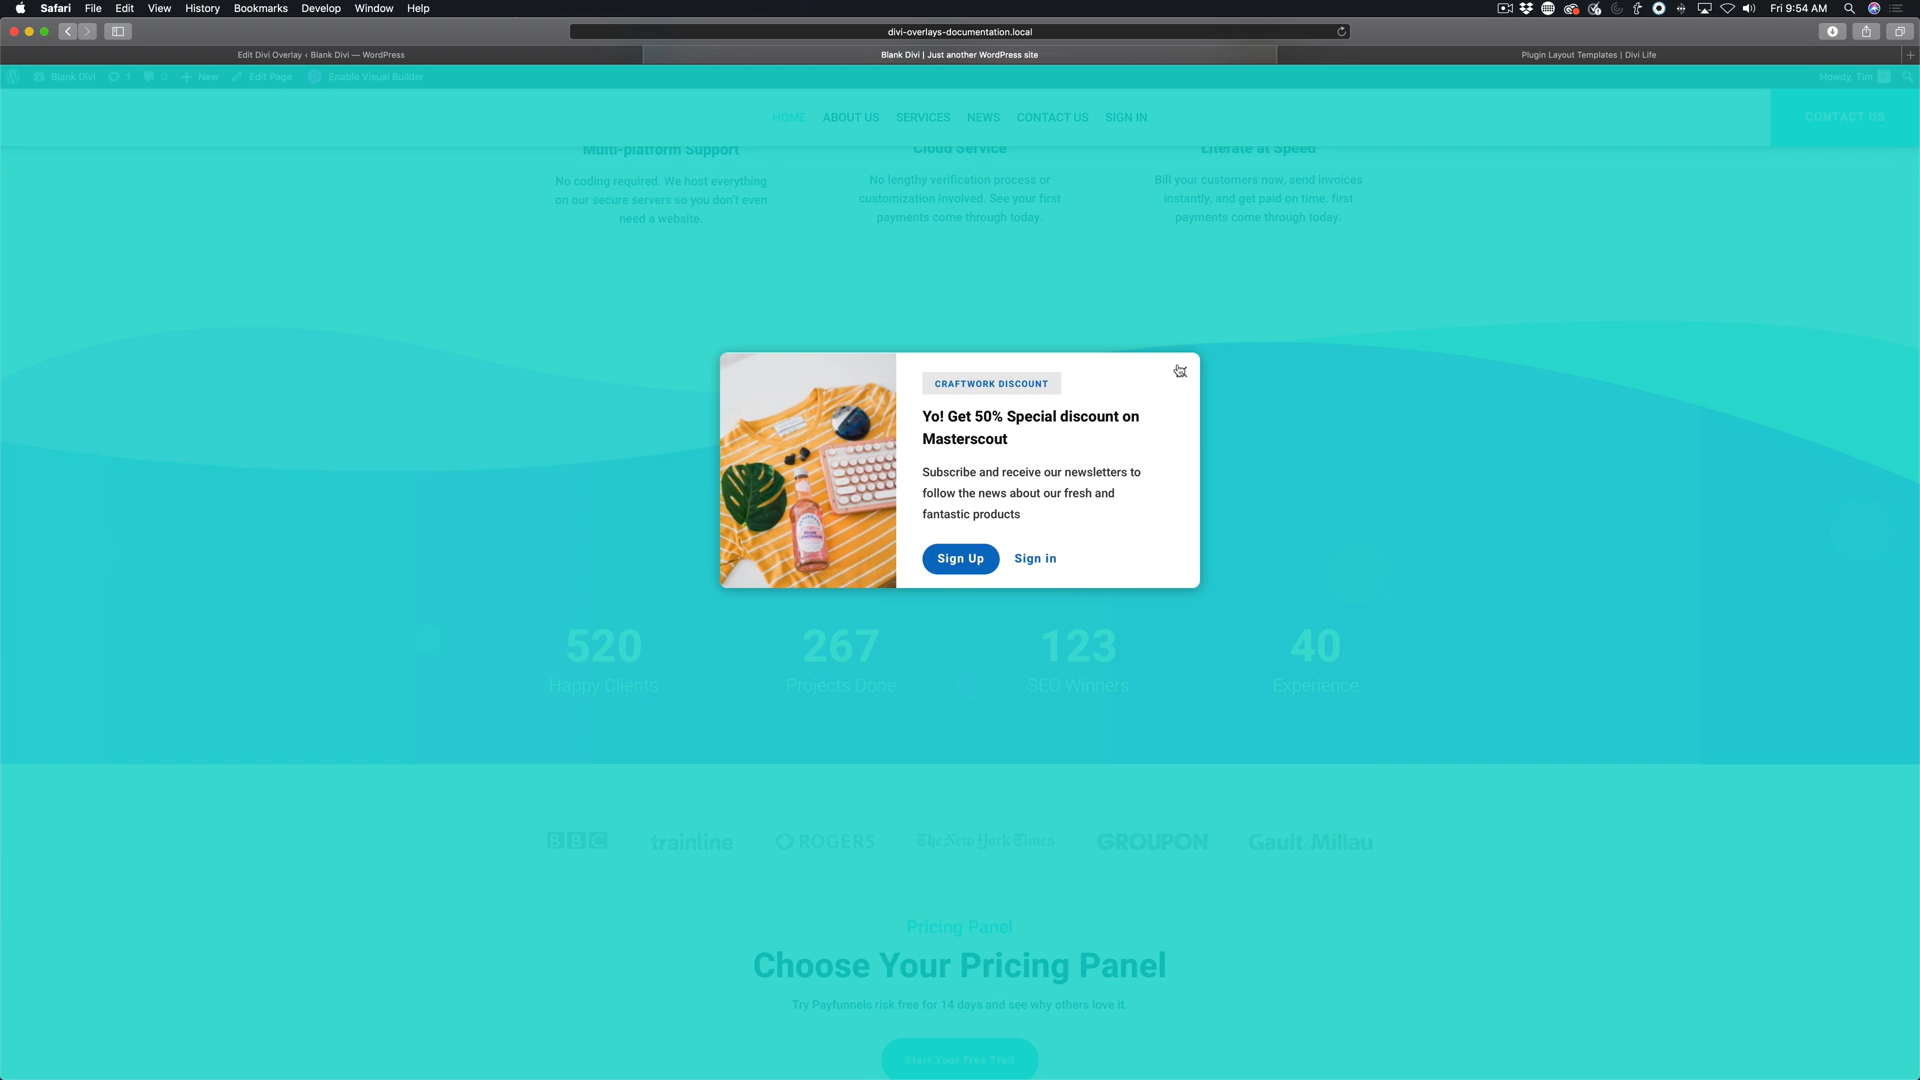 Safari File Edit View History Bookmarks Develop Window Help
Fri 9:54 AM
divi-overlays-documentation.local
Edit Divi Overlay ‹ Blank Divi — WordPress
Blank Divi | Just another WordPress site
Plugin Layout Templates | Divi Life
Blank Divi 1 0 New Edit Page Enable Visual Builder
Howdy, Tim
HOME ABOUT US SERVICES NEWS CONTACT US SIGN IN
CONTACT US
Multi-platform Support
Cloud Service
Literate at Speed
No coding required. We host everything
on our secure servers so you don't even
need a website.
No lengthy verification process or
customization involved. See your first
payments come through today.
Bill your customers now, send invoices
instantly, and get paid on time. first
payments come through today.
CRAFTWORK DISCOUNT
Yo! Get 50% Special discount on
Masterscout
Subscribe and receive our newsletters to
follow the news about our fresh and
fantastic products
Sign Up Sign in
520 267 123 40
Happy Clients Projects Done SEO Winners Experience
BBC trainline ROGERS The New York Times GROUPON Gault&Millau
Pricing Panel
Choose Your Pricing Panel
Try Payfunnels risk free for 14 days and see why others love it.
Start Your Free Trail